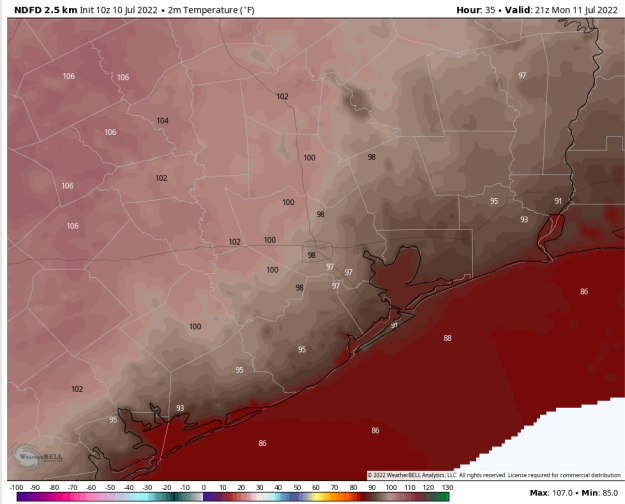 NDFD 2.5 km Init 10z 10 Jul 2022 • 2m Temperature (°F) Hour: 35 • Valid: 21z Mon 11 Jul 2022
106 106 97
102
104
106
100 98
102
106
100 95 91
98 93
106
102 100
98
100 97 97
97
98
86
100 91
88
95
95
102
93
95
86
86
WeatherBELL
© 2022 WeatherBELL Analytics, LLC. All rights reserved. License required for commercial distribution.
-100 -90 -80 -70 -60 -50 -40 -30 -20 -10 0 10 20 30 40 50 60 70 80 90 100 110 120 130
Max: 107.0 • Min: 85.0